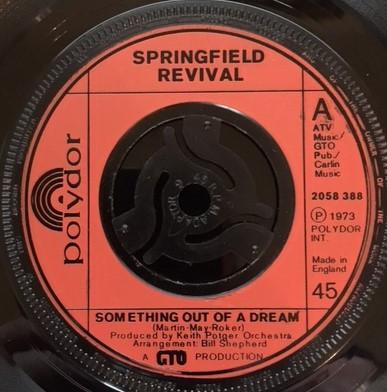 SPRINGFIELD
REVIVAL
A
ATV
Music/
GTO
Pub./
Carlin
Music
polydor
2058 388
Ⓟ 1973
POLYDOR
INT.
Made in
England
45
SOMETHING OUT OF A DREAM
(Martin-May-Roker)
Produced by Keith Potger, Orchestra
Arrangement: Bill Shepherd
A GTO PRODUCTION